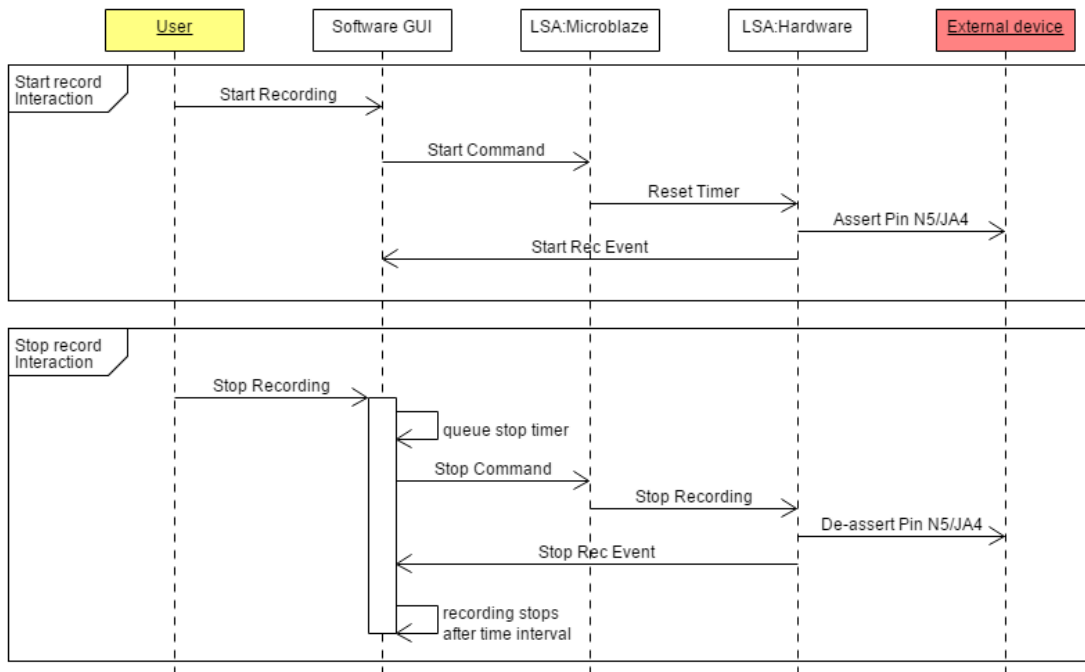 User
Software GUI
LSA:Microblaze
LSA:Hardware
External device
Start record
Interaction
Start Recording
Start Command
Reset Timer
Assert Pin N5/JA4
Start Rec Event
Stop record
Interaction
Stop Recording
queue stop timer
Stop Command
Stop Recording
De-assert Pin N5/JA4
Stop Rec Event
recording stops
after time interval